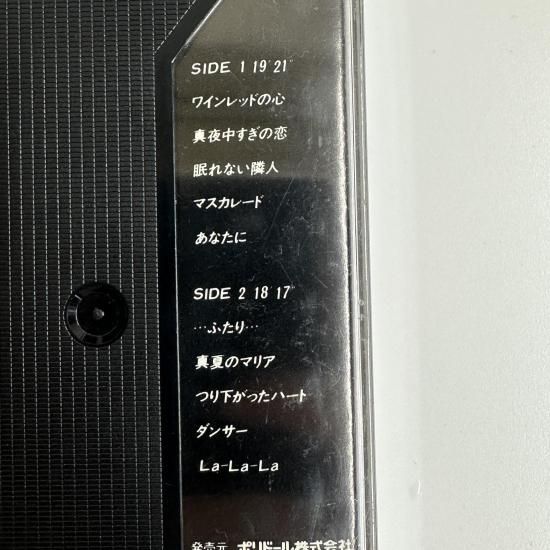 SIDE 1 19′21″
ワインレッドの心
真夜中すぎの恋
眠れない隣人
マスカレード
あなたに
SIDE 2 18′17″
…ふたり…
真夏のマリア
つり下がったハート
ダンサー
La-La-La
発売元 ポリドール株式会社